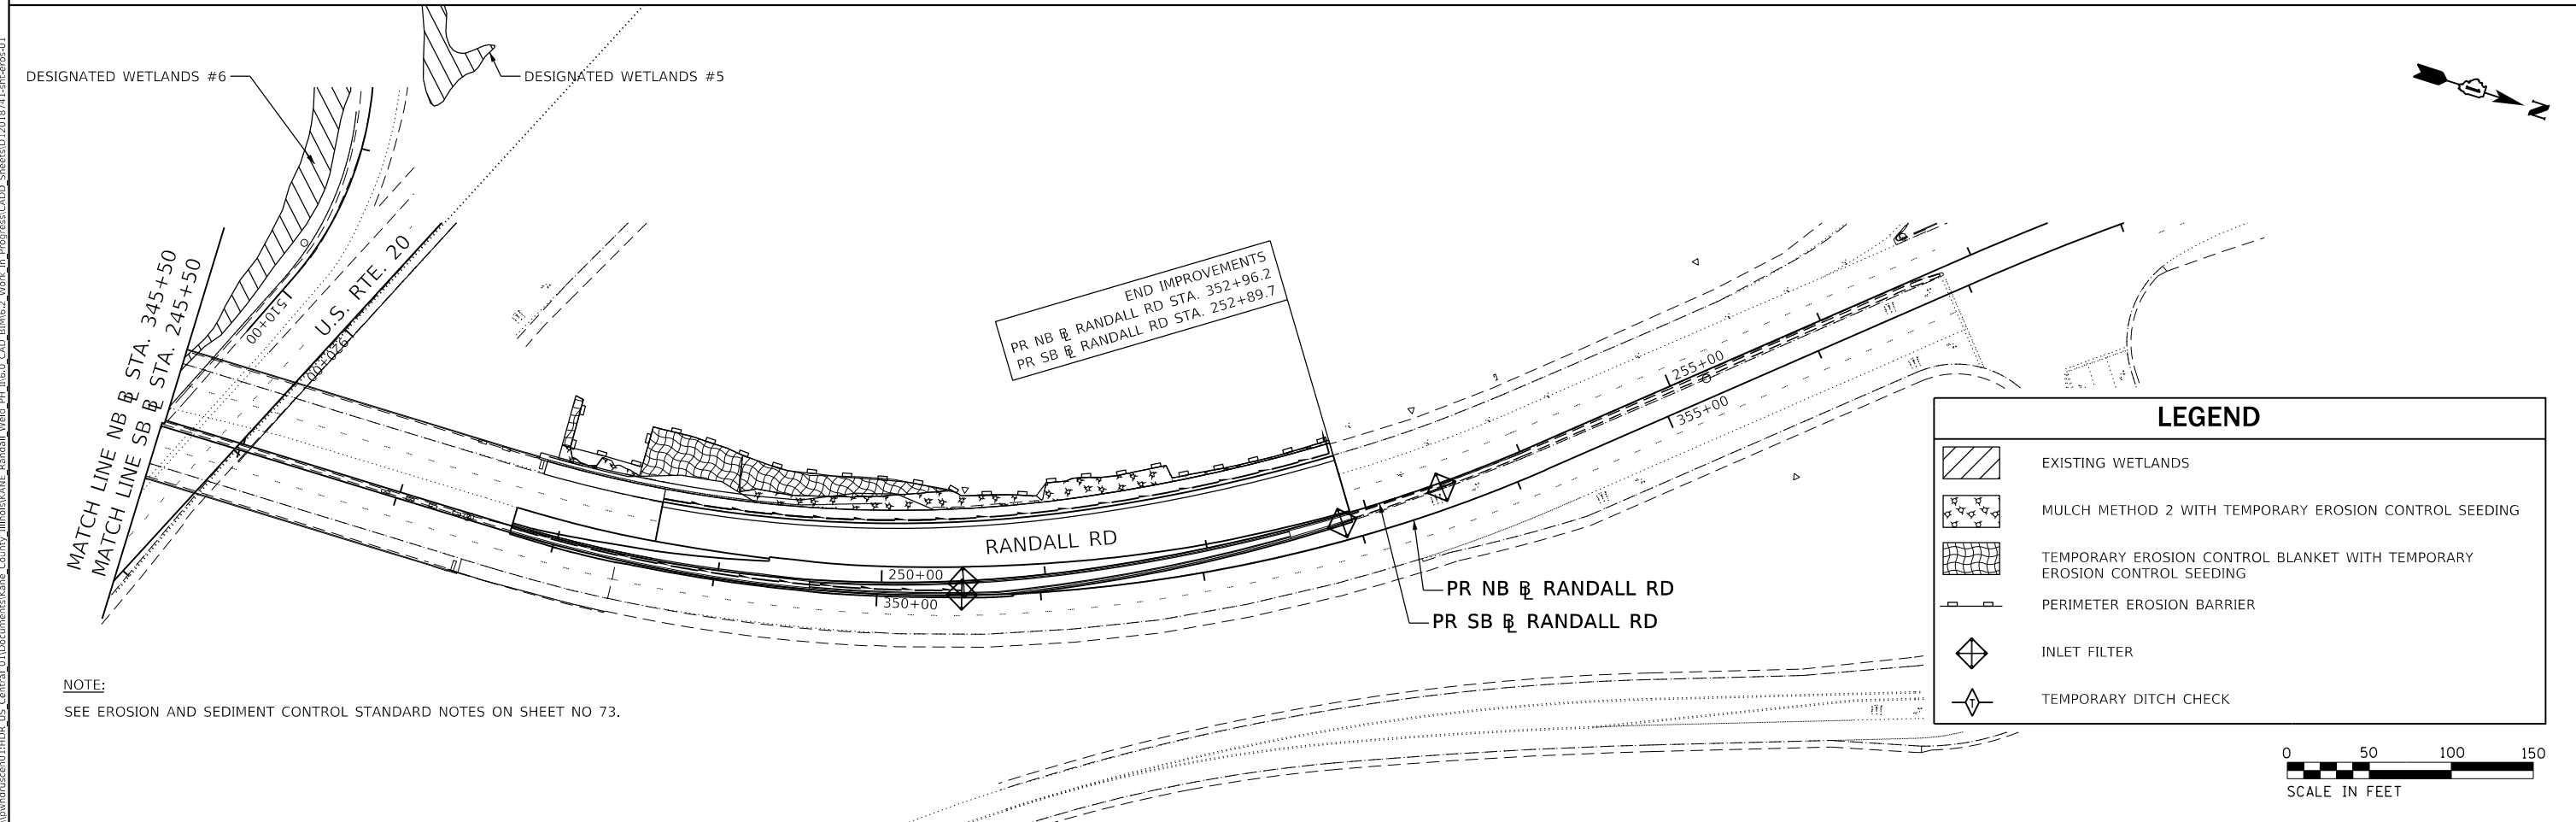 DESIGNATED WETLANDS #6
DESIGNATED WETLANDS #5
N
MATCH LINE NB ℄ STA. 345+50
MATCH LINE SB ℄ STA. 245+50
1510+00
U.S. RTE. 20
1920+00
END IMPROVEMENTS
PR NB ℄ RANDALL RD STA. 352+96.2
PR SB ℄ RANDALL RD STA. 252+89.7
255+00
355+00
RANDALL RD
250+00
350+00
PR NB ℄ RANDALL RD
PR SB ℄ RANDALL RD
NOTE:
SEE EROSION AND SEDIMENT CONTROL STANDARD NOTES ON SHEET NO 73.
LEGEND
EXISTING WETLANDS
MULCH METHOD 2 WITH TEMPORARY EROSION CONTROL SEEDING
TEMPORARY EROSION CONTROL BLANKET WITH TEMPORARY
EROSION CONTROL SEEDING
PERIMETER EROSION BARRIER
INLET FILTER
T
TEMPORARY DITCH CHECK
0 50 100 150
SCALE IN FEET